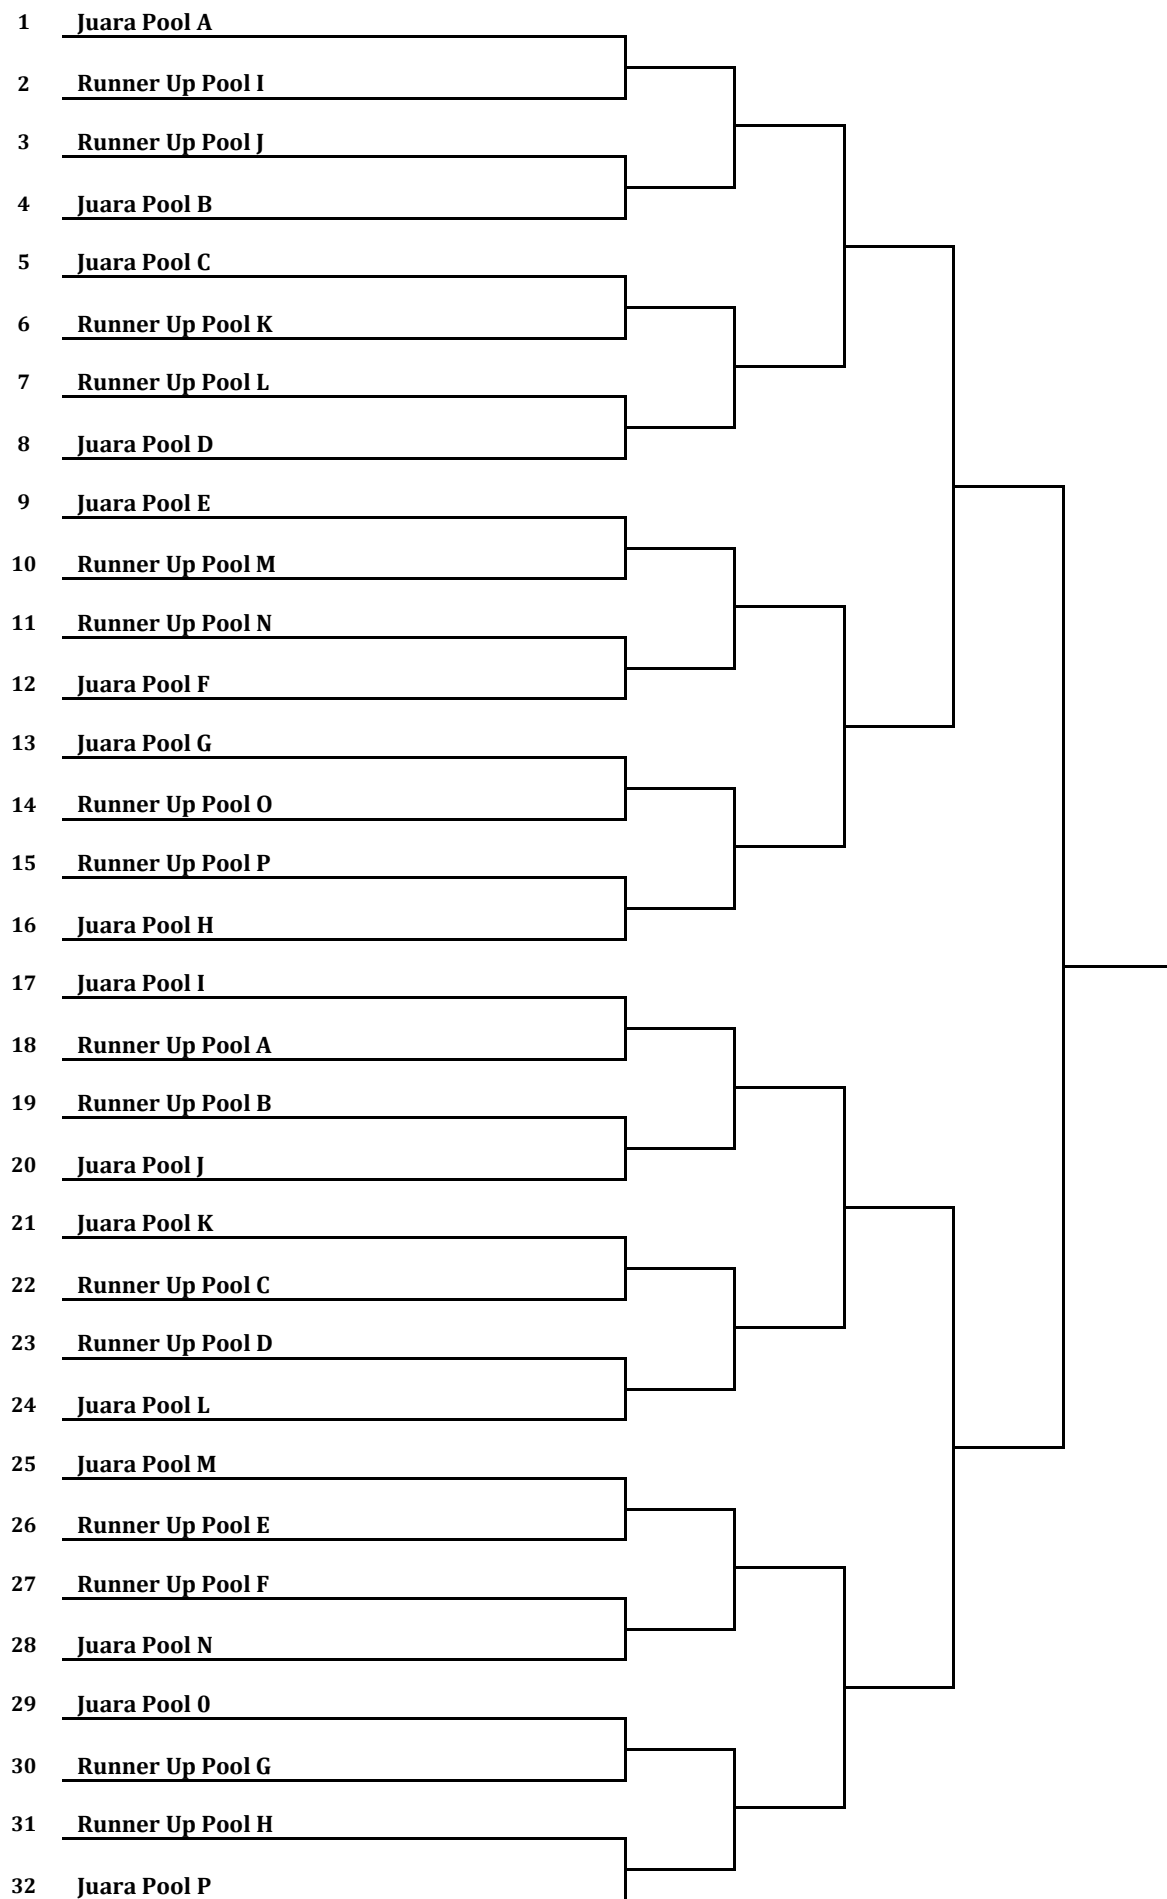 1 Juara Pool A
2 Runner Up Pool I
3 Runner Up Pool J
4 Juara Pool B
5 Juara Pool C
6 Runner Up Pool K
7 Runner Up Pool L
8 Juara Pool D
9 Juara Pool E
10 Runner Up Pool M
11 Runner Up Pool N
12 Juara Pool F
13 Juara Pool G
14 Runner Up Pool O
15 Runner Up Pool P
16 Juara Pool H
17 Juara Pool I
18 Runner Up Pool A
19 Runner Up Pool B
20 Juara Pool J
21 Juara Pool K
22 Runner Up Pool C
23 Runner Up Pool D
24 Juara Pool L
25 Juara Pool M
26 Runner Up Pool E
27 Runner Up Pool F
28 Juara Pool N
29 Juara Pool 0
30 Runner Up Pool G
31 Runner Up Pool H
32 Juara Pool P